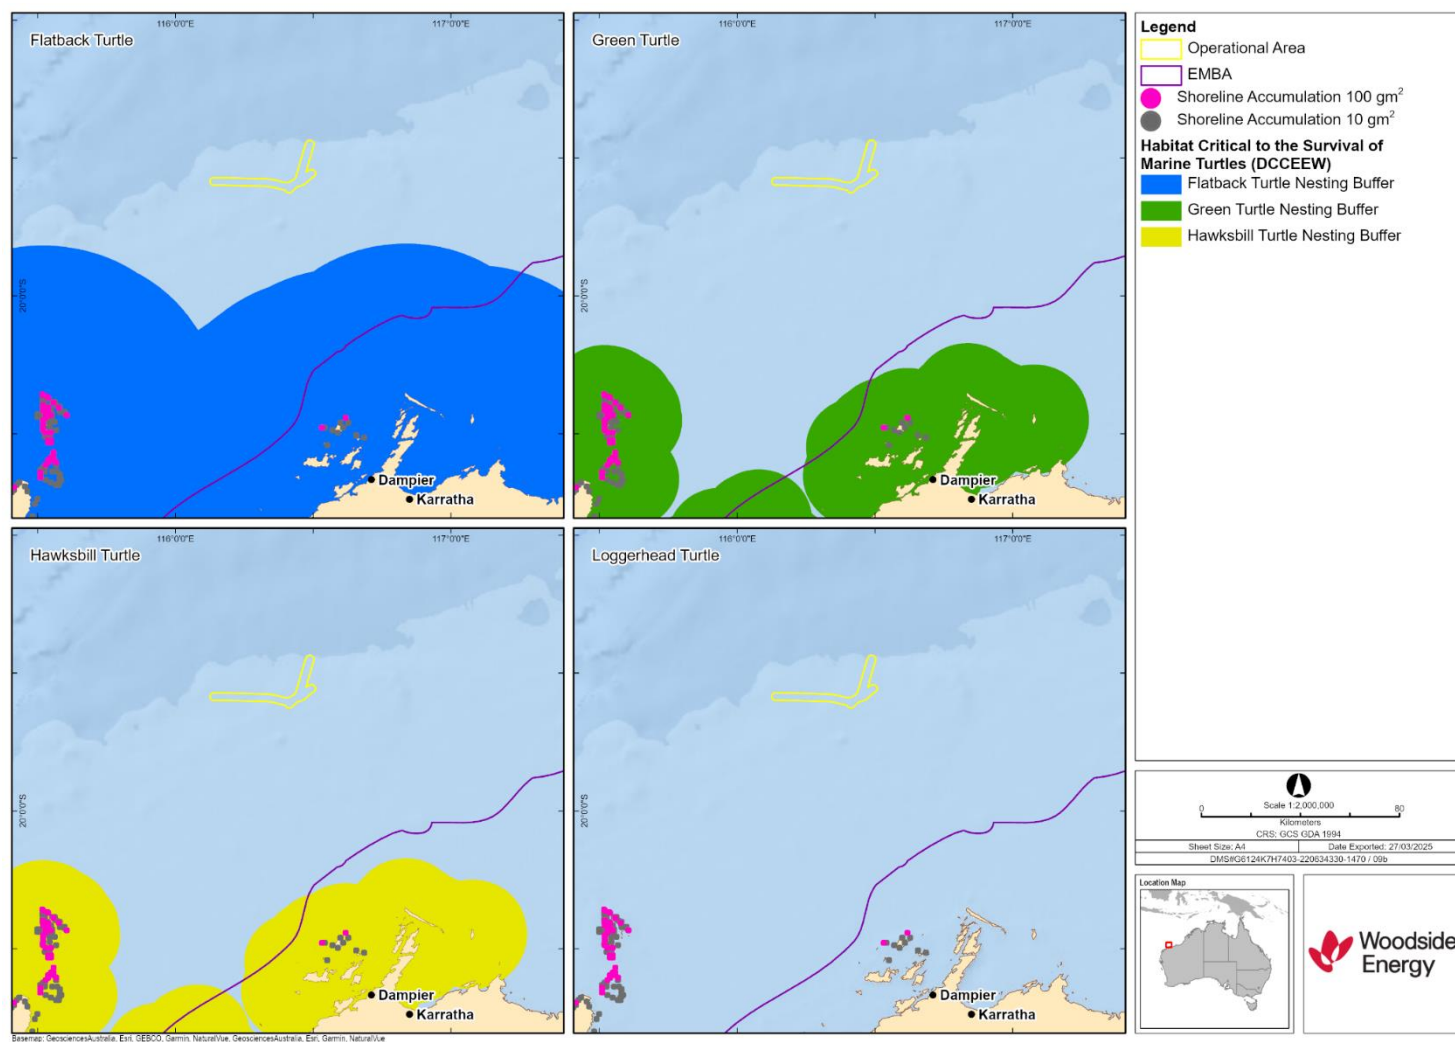 Flatback Turtle
116°0'0"E
117°0'0"E
20°0'0"S
Dampier
Karratha
Green Turtle
116°0'0"E
117°0'0"E
20°0'0"S
Dampier
Karratha
Hawksbill Turtle
116°0'0"E
117°0'0"E
20°0'0"S
Dampier
Karratha
Loggerhead Turtle
116°0'0"E
117°0'0"E
20°0'0"S
Dampier
Karratha
Basemap: GeosciencesAustralia, Esri, GEBCO, Garmin, NaturalVue, GeosciencesAustralia, Esri, Garmin, NaturalVue
Legend
Operational Area
EMBA
Shoreline Accumulation 100 gm²
Shoreline Accumulation 10 gm²
Habitat Critical to the Survival of
Marine Turtles (DCCEEW)
Flatback Turtle Nesting Buffer
Green Turtle Nesting Buffer
Hawksbill Turtle Nesting Buffer
Scale 1:2,000,000
0 80
Kilometers
CRS: GCS GDA 1994
Sheet Size: A4 Date Exported: 27/03/2025
DMS#G6124K7H7403-220634330-1470 / 09b
Location Map
Woodside
Energy